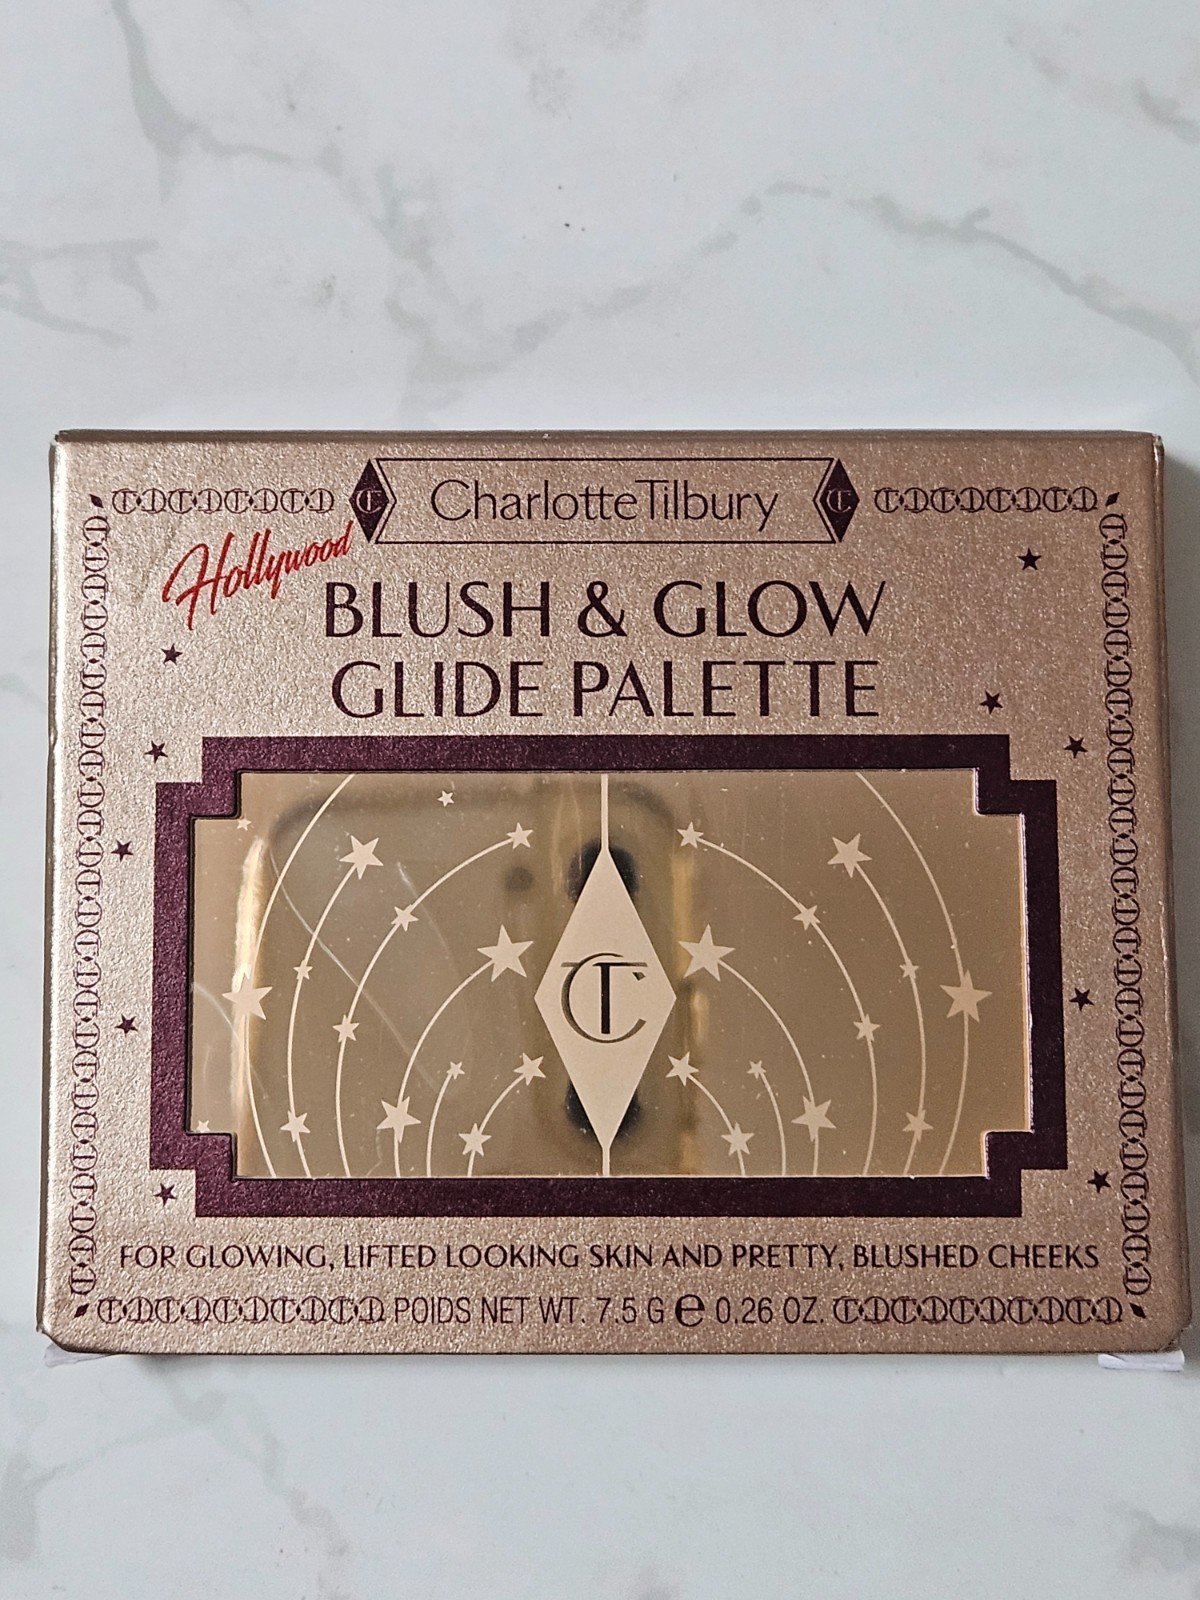 CharlotteTilbury
Hollywood
BLUSH & GLOW
GLIDE PALETTE
CT
FOR GLOWING, LIFTED LOOKING SKIN AND PRETTY, BLUSHED CHEEKS
POIDS NET WT. 7.5 G ℮ 0.26 OZ.